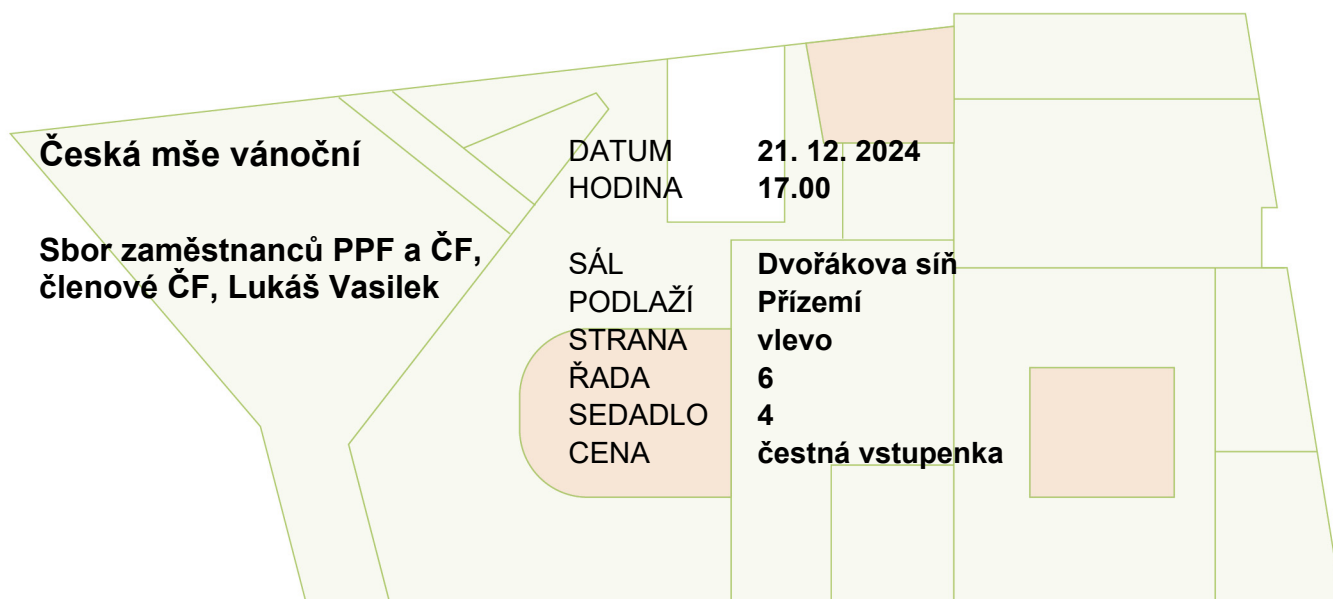 Česká mše vánoční
Sbor zaměstnanců PPF a ČF,
členové ČF, Lukáš Vasilek
DATUM 21. 12. 2024
HODINA 17.00
SÁL Dvořákova síň
PODLAŽÍ Přízemí
STRANA vlevo
ŘADA 6
SEDADLO 4
CENA čestná vstupenka